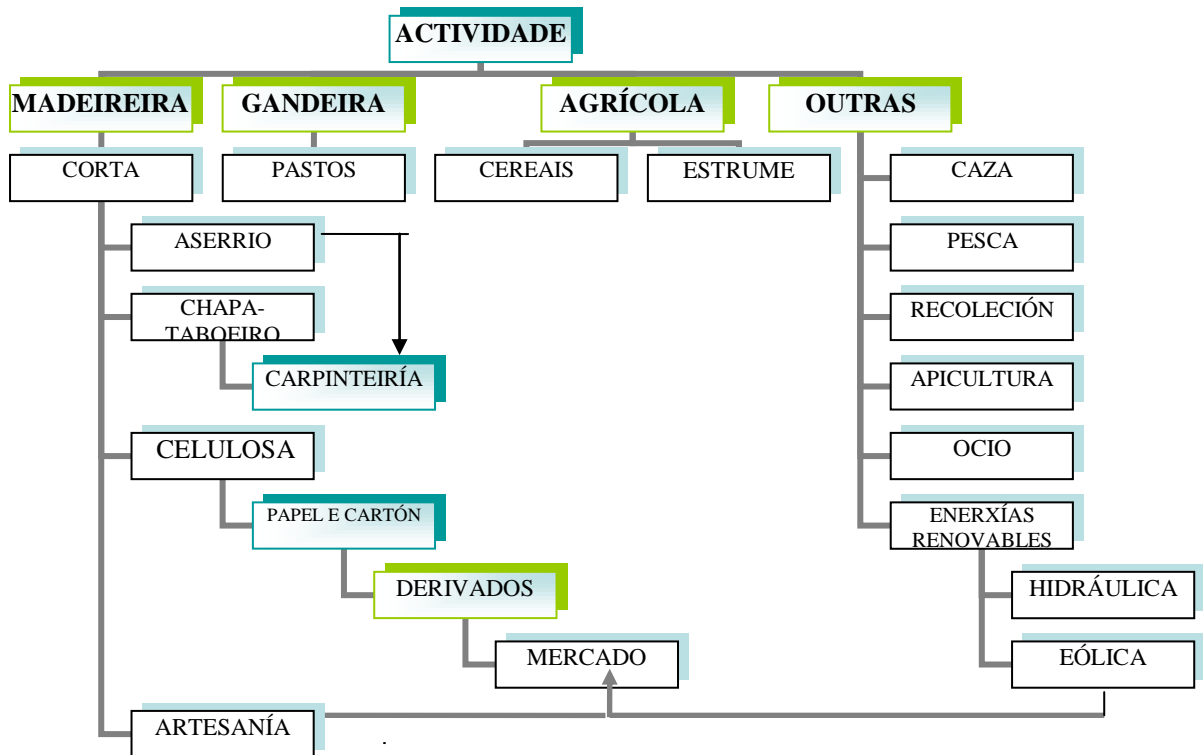 ACTIVIDADE
MADEIREIRA
GANDEIRA
AGRÍCOLA
OUTRAS
CORTA
PASTOS
CEREAIS
ESTRUME
CAZA
ASERRIO
PESCA
CHAPA-
TABOEIRO
RECOLECIÓN
CARPINTEIRÍA
APICULTURA
CELULOSA
OCIO
PAPEL E CARTÓN
ENERXÍAS
RENOVABLES
DERIVADOS
HIDRÁULICA
MERCADO
EÓLICA
ARTESANÍA
.